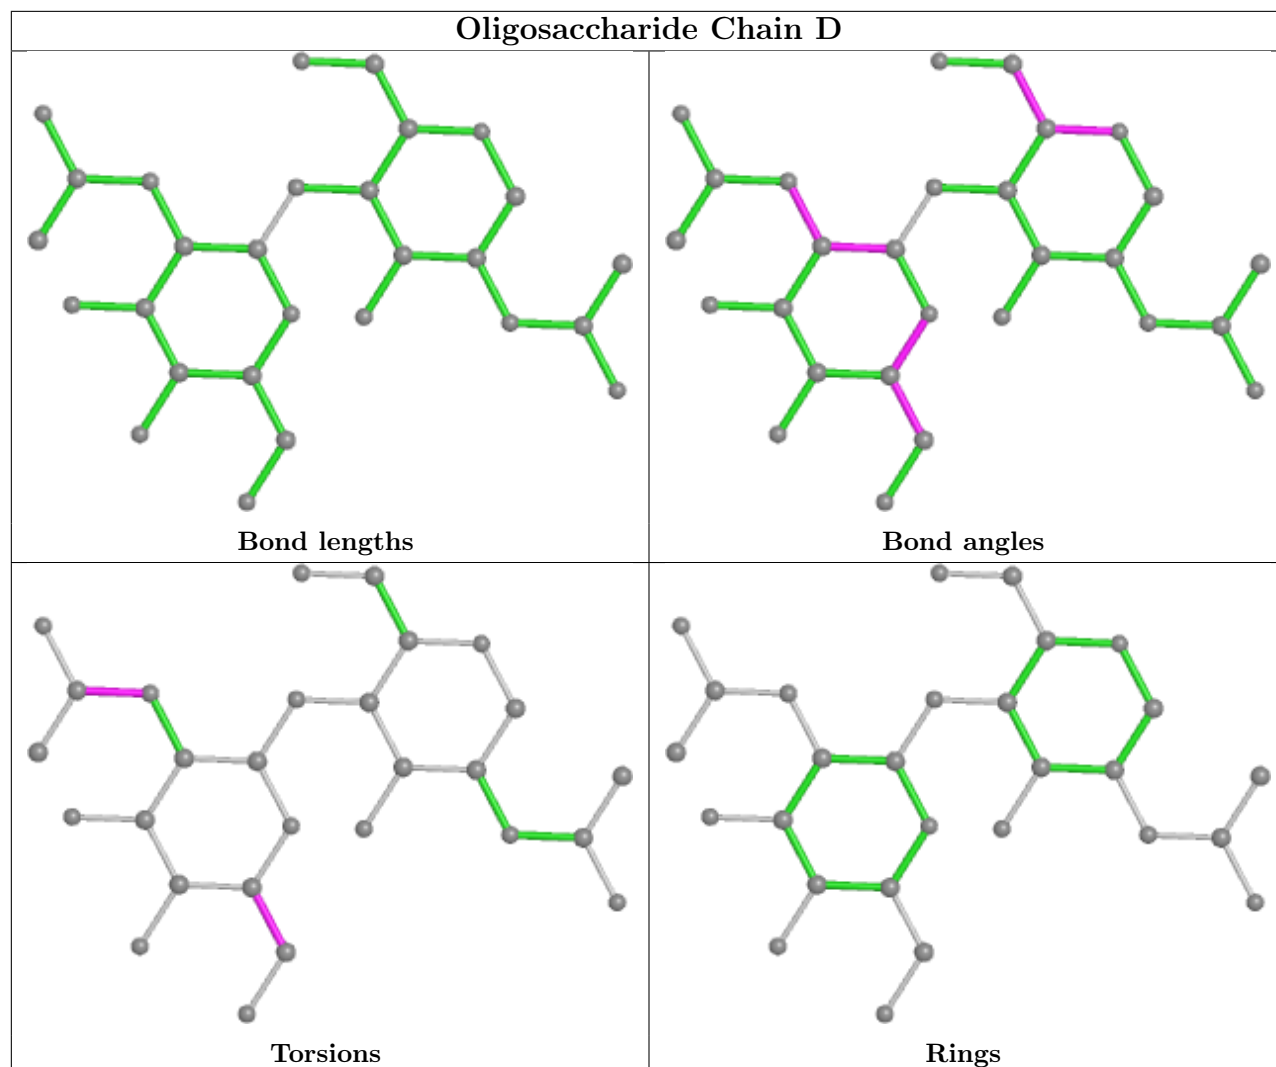 Oligosaccharide Chain D
Bond lengths
Bond angles
Torsions
Rings